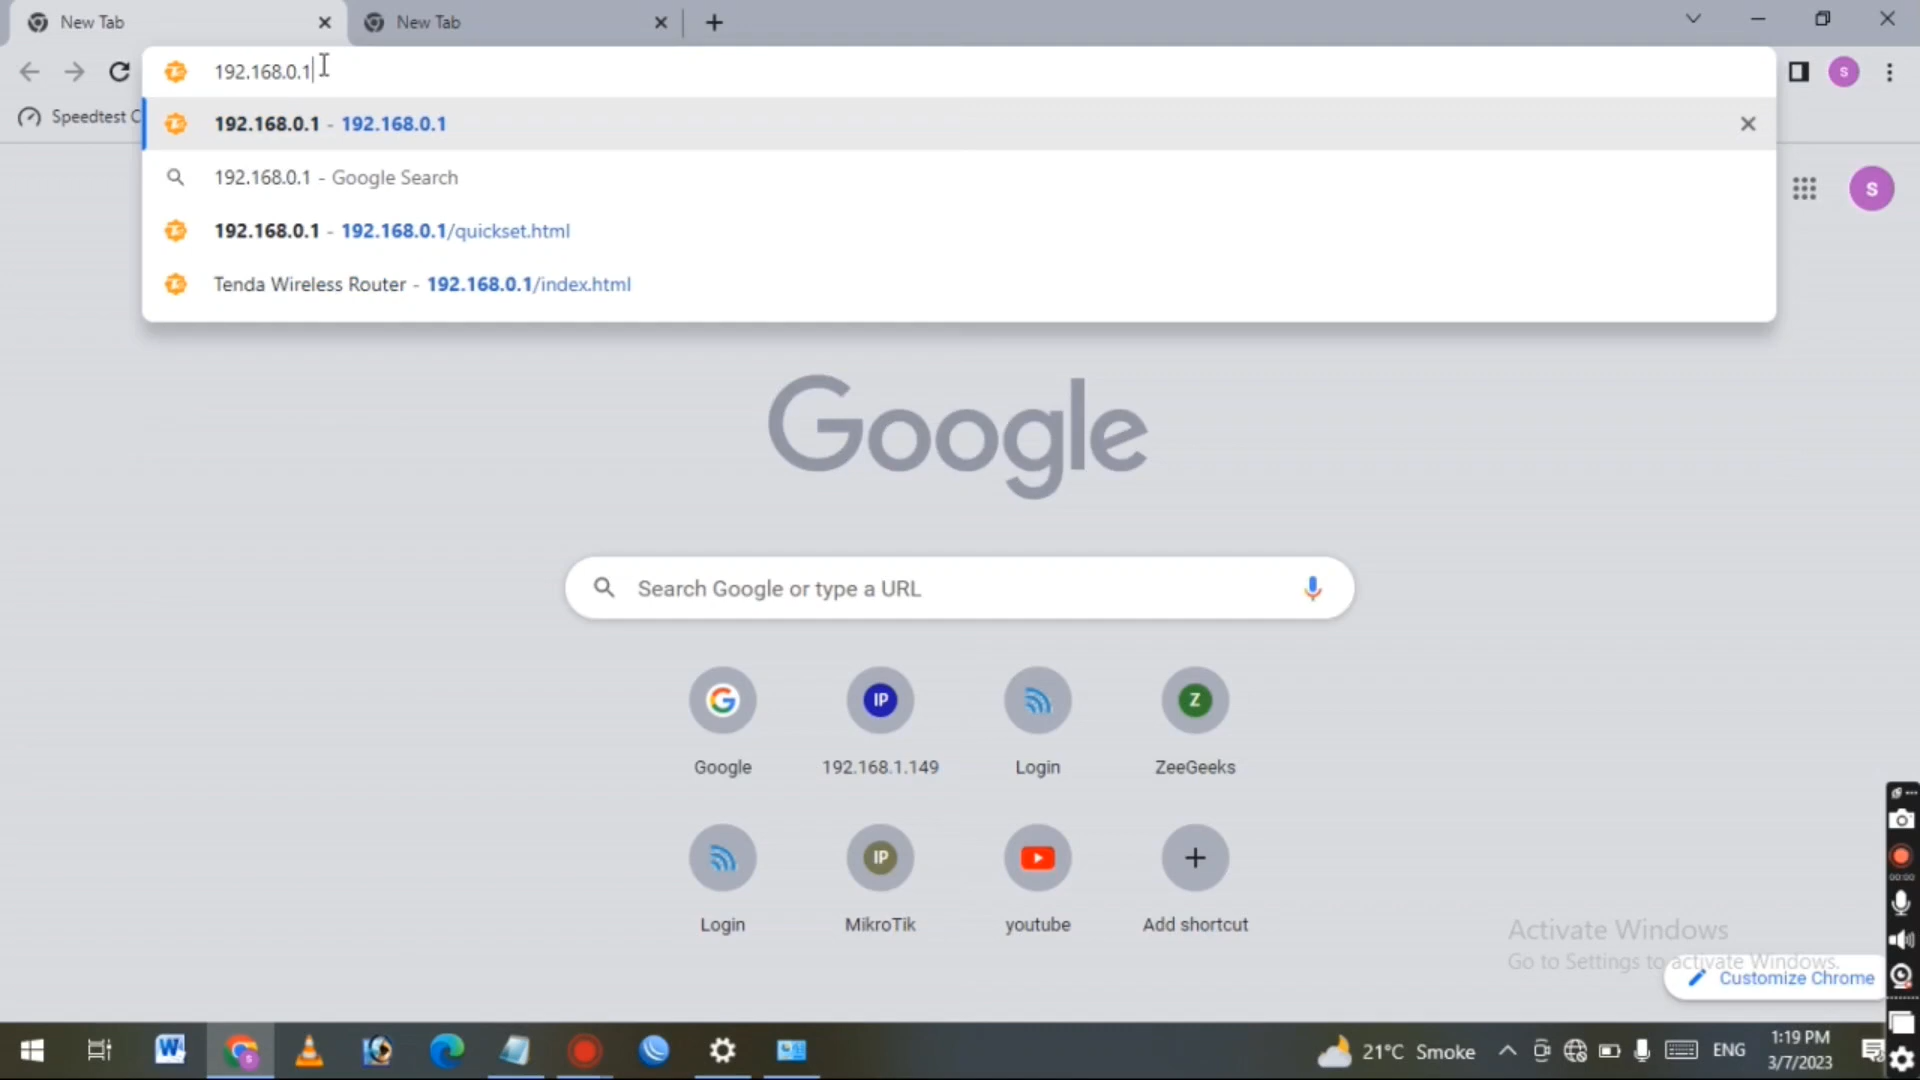 New Tab
New Tab
192.168.0.1
Speedtest C
192.168.0.1 - 192.168.0.1
192.168.0.1 - Google Search
192.168.0.1 - 192.168.0.1/quickset.html
Tenda Wireless Router - 192.168.0.1/index.html
S
S
Google
Search Google or type a URL
IP
Z
Google
192.168.1.149
Login
ZeeGeeks
IP
Login
MikroTik
youtube
Add shortcut
Activate Windows
Go to Settings to activate Windows.
Customize Chrome
00:00
21°C Smoke
ENG
1:19 PM
3/7/2023